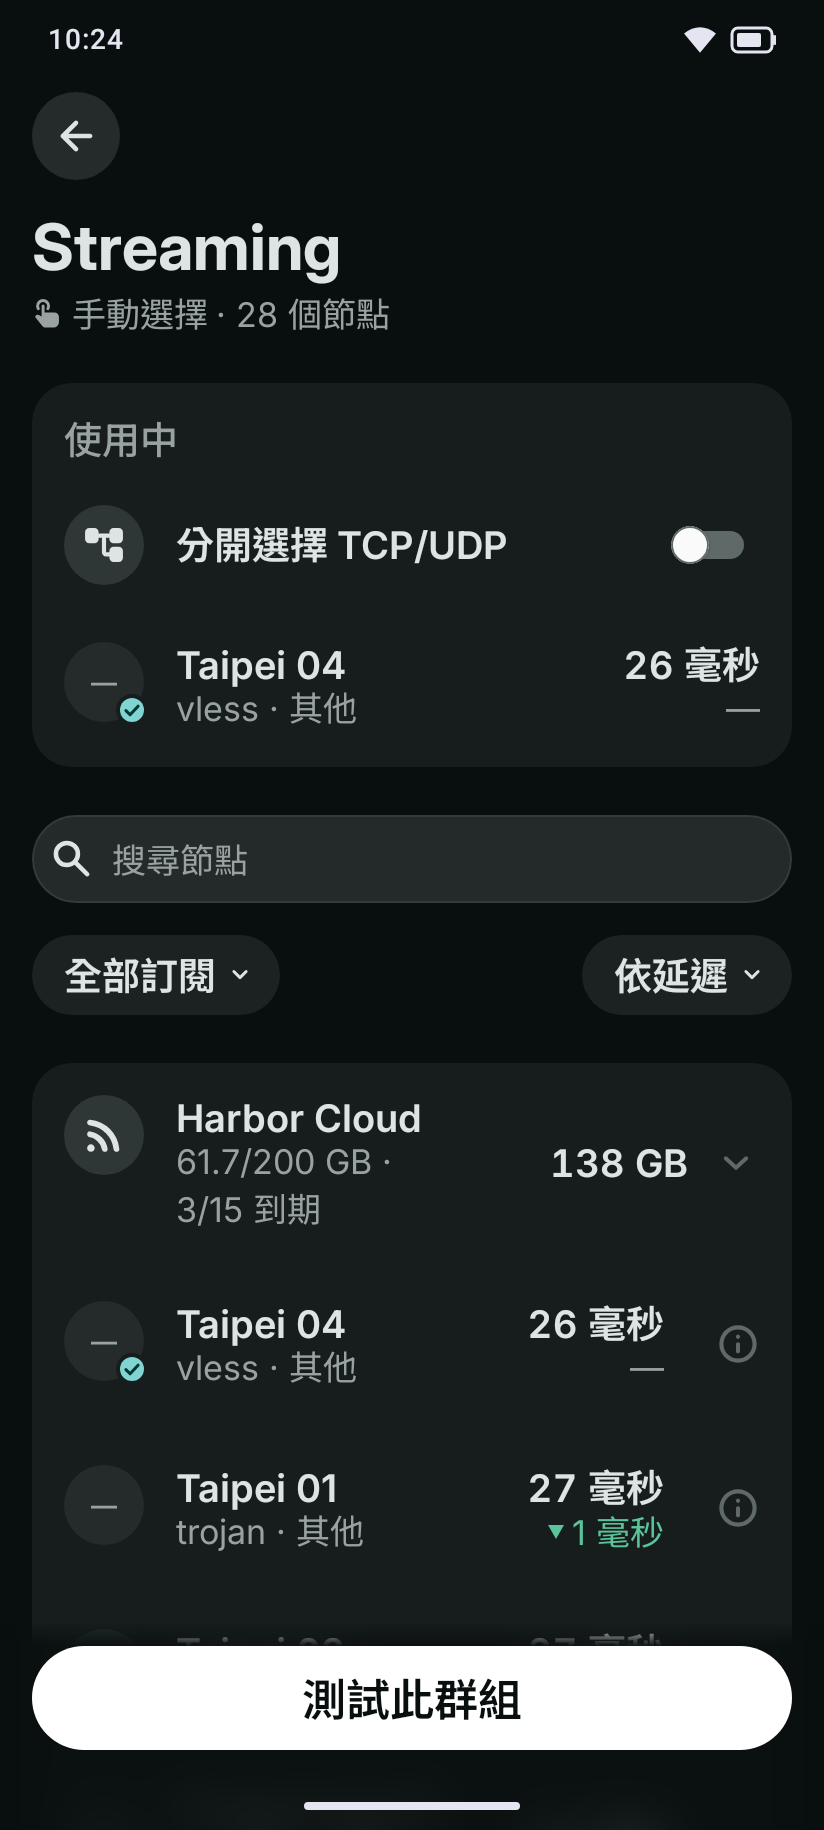 10:24
Streaming
手動選擇 · 28 個節點
使用中
分開選擇 TCP/UDP
Taipei 04
26 毫秒
vless · 其他
—
搜尋節點
全部訂閱
依延遲
Harbor Cloud
61.7/200 GB ·
3/15 到期
138 GB
Taipei 04
26 毫秒
vless · 其他
—
Taipei 01
27 毫秒
trojan · 其他
▼1 毫秒
測試此群組